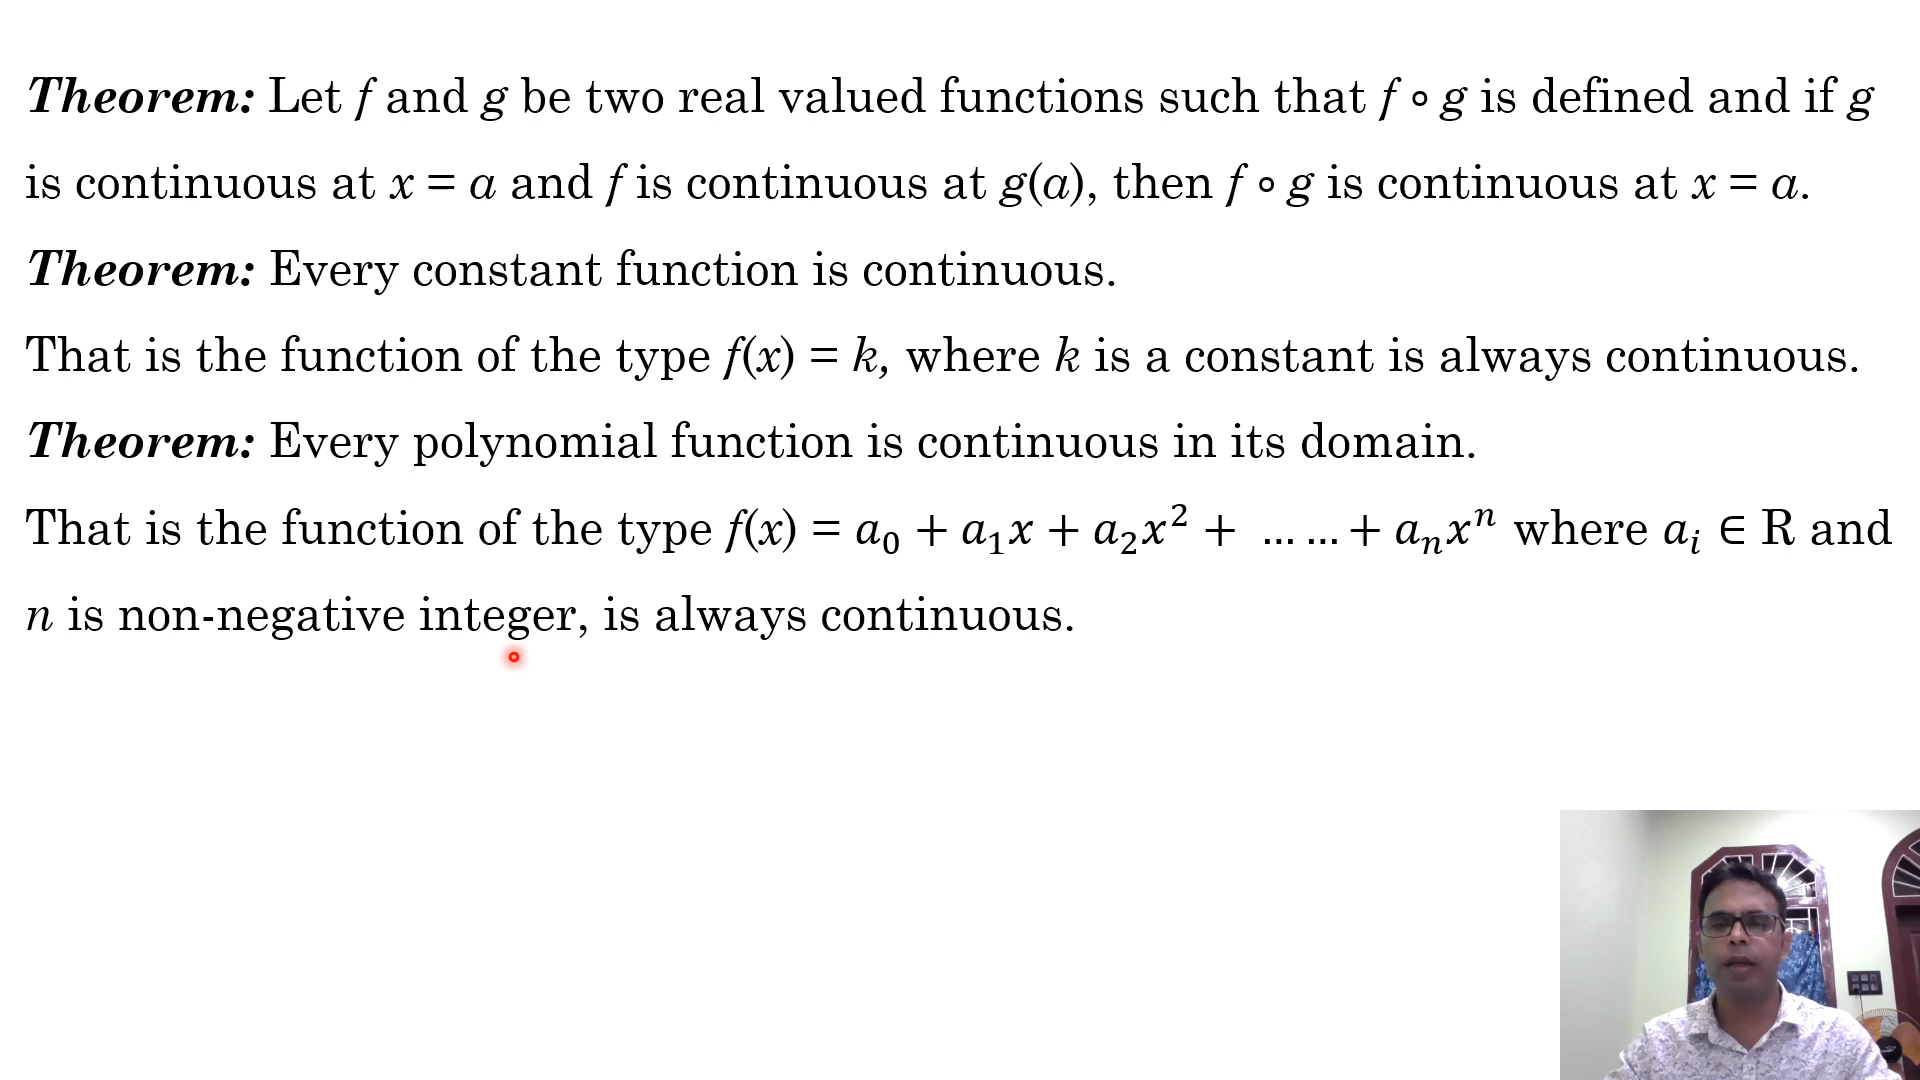 Theorem: Let f and g be two real valued functions such that f ∘ g is defined and if g
is continuous at x = a and f is continuous at g(a), then f ∘ g is continuous at x = a.
Theorem: Every constant function is continuous.
That is the function of the type f(x) = k, where k is a constant is always continuous.
Theorem: Every polynomial function is continuous in its domain.
That is the function of the type f(x) = a₀ + a₁x + a₂x² + … … + aₙxⁿ where aᵢ ∈ R and
n is non-negative integer, is always continuous.